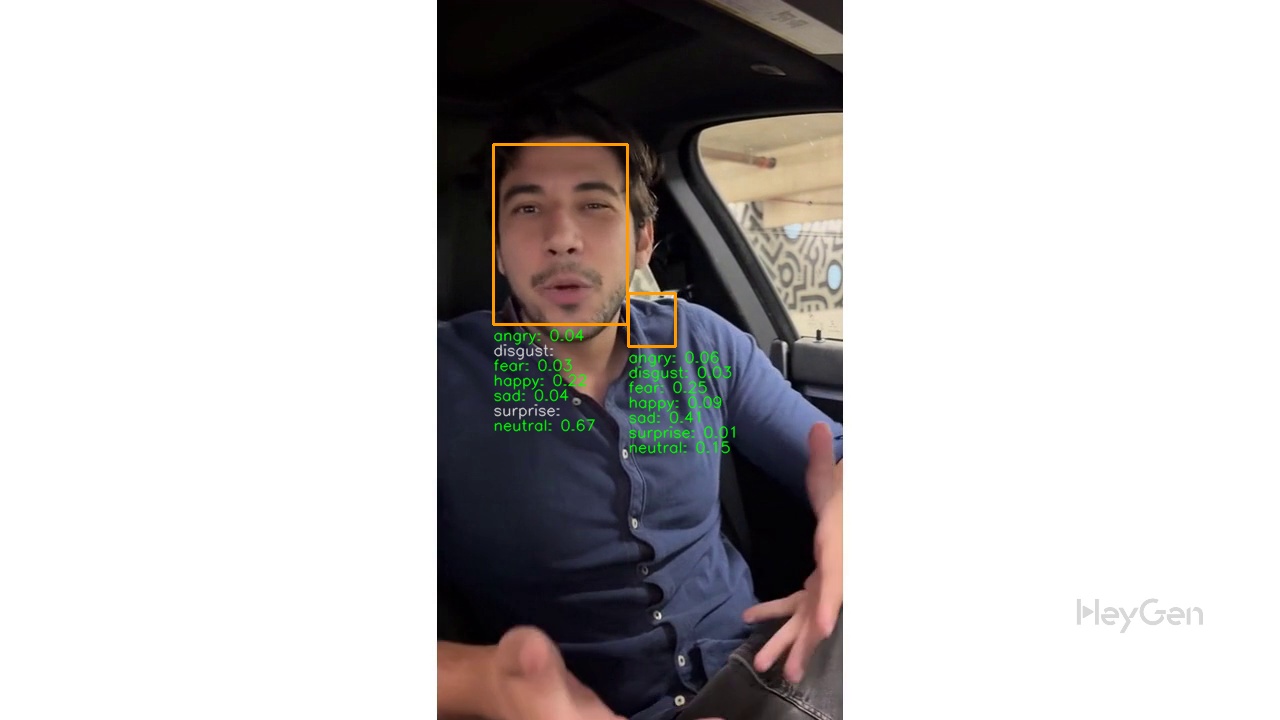 angry: 0.04
disgust:
fear: 0.03
happy: 0.22
sad: 0.04
surprise:
neutral: 0.67
angry: 0.06
disgust: 0.03
fear: 0.25
happy: 0.09
sad: 0.41
surprise: 0.01
neutral: 0.15
HeyGen